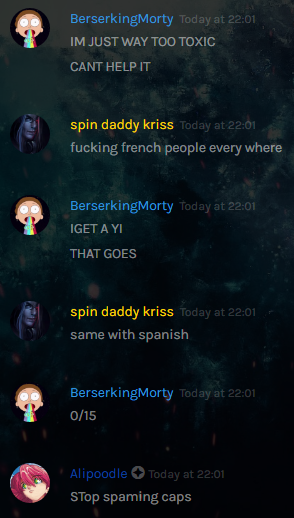 BerserkingMorty Today at 22:01
IM JUST WAY TOO TOXIC
CANT HELP IT
spin daddy kriss Today at 22:01
fucking french people every where
BerserkingMorty Today at 22:01
IGET A YI
THAT GOES
spin daddy kriss Today at 22:01
same with spanish
BerserkingMorty Today at 22:01
0/15
Alipoodle Today at 22:01
STop spaming caps